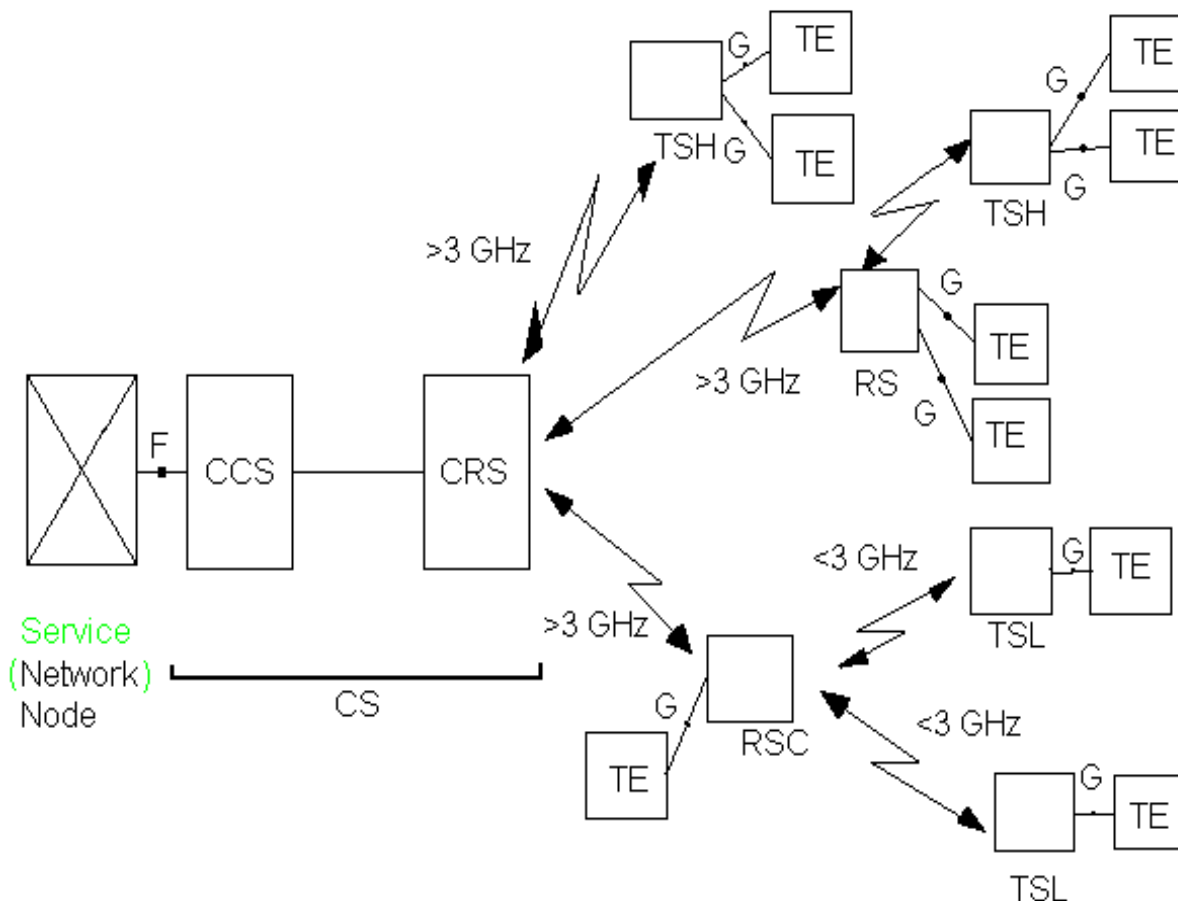 G
TE
TE
G
TE
TSH
G
TE
G
TSH
>3 GHz
G
TE
RS
>3 GHz
G
TE
F
CCS
CRS
<3 GHz
G
TE
TSL
>3 GHz
Service
(Network)
Node
CS
G
RSC
TE
<3 GHz
G
TE
TSL